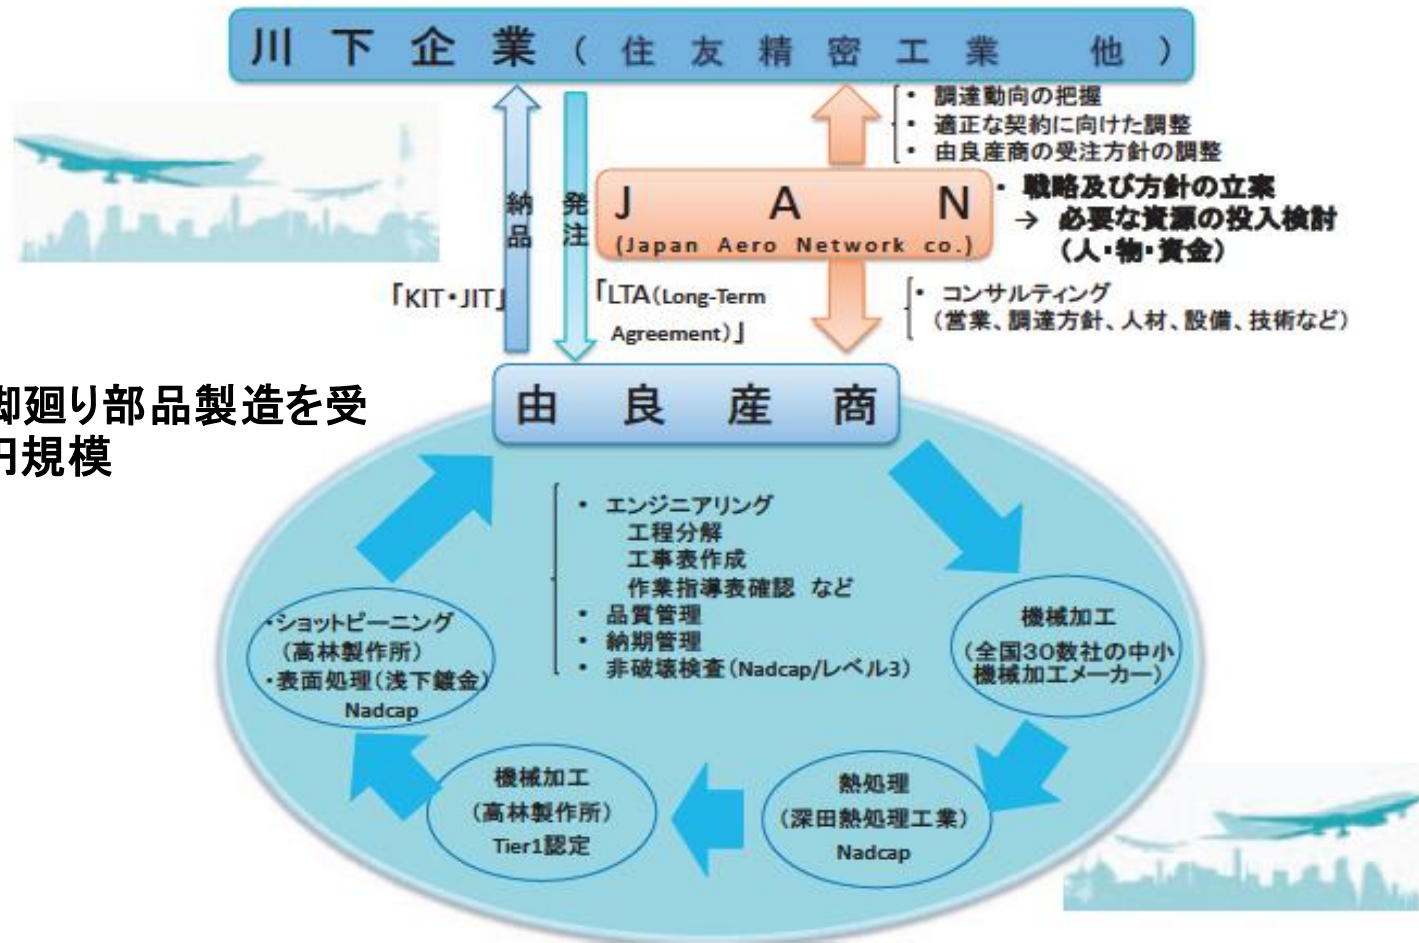 川下企業(住友精密工業 他)
・ 調達動向の把握
・ 適正な契約に向けた調整
・ 由良産商の受注方針の調整
納品
発注
JAN
(Japan Aero Network co.)
・ 戦略及び方針の立案
→ 必要な資源の投入検討
(人・物・資金)
「KIT・JIT」
「LTA(Long-Term
Agreement)」
・ コンサルティング
(営業、調達方針、人材、設備、技術など)
脚廻り部品製造を受
円規模
由良産商
・ エンジニアリング
工程分解
工事表作成
作業指導表確認 など
・ 品質管理
・ 納期管理
・ 非破壊検査(Nadcap/レベル3)
機械加工
(全国30数社の中小
機械加工メーカー)
熱処理
(深田熱処理工業)
Nadcap
機械加工
(高林製作所)
Tier1認定
・ショットピーニング
(高林製作所)
・表面処理(浅下鍍金)
Nadcap